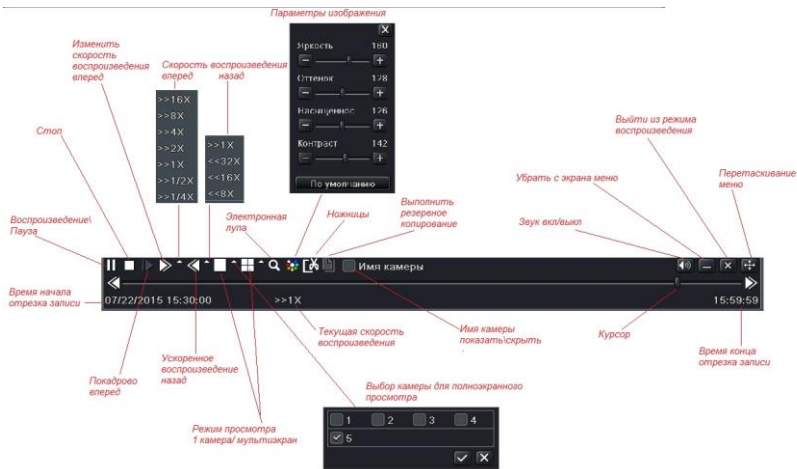 Параметры изображения
Изменить
скорость
воспроизведения
вперед
Скорость воспроизведения
вперед назад
Яркость 160
Оттенок 128
Насыщеннос 126
Контраст 142
По умолчанию
>>16X
>>8X
>>4X
>>2X
>>1X
>>1/2X
>>1/4X
>>1X
<<32X
<<16X
<<8X
Стоп
Воспроизведение\
Пауза
Электронная
лупа
Ножницы
Выполнить
резервное
копирование
Выйти из режима
воспроизведения
Убрать с экрана меню
Перетаскивание
меню
Звук вкл/выкл
Имя камеры
Время начала
отрезка записи
07/22/2015 15:30:00 >>1X 15:59:59
Покадрово
вперед
Ускоренное
воспроизведение
назад
Текущая скорость
воспроизведения
Имя камеры
показать\скрыть
Курсор
Время конца
отрезка записи
Режим просмотра
1 камера/ мультиэкран
Выбор камеры для полноэкранного
просмотра
1 2 3 4
5